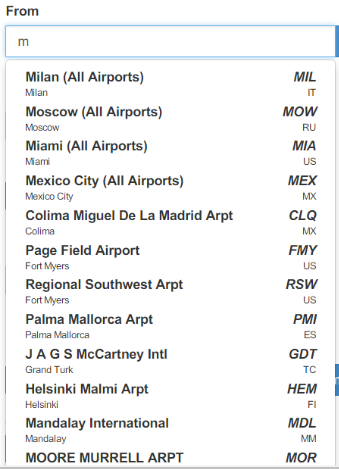 From
m
Milan (All Airports) MIL
Milan IT
Moscow (All Airports) MOW
Moscow RU
Miami (All Airports) MIA
Miami US
Mexico City (All Airports) MEX
Mexico City MX
Colima Miguel De La Madrid Arpt CLQ
Colima MX
Page Field Airport FMY
Fort Myers US
Regional Southwest Arpt RSW
Fort Myers US
Palma Mallorca Arpt PMI
Palma Mallorca ES
J A G S McCartney Intl GDT
Grand Turk TC
Helsinki Malmi Arpt HEM
Helsinki FI
Mandalay International MDL
Mandalay MM
MOORE MURRELL ARPT MOR